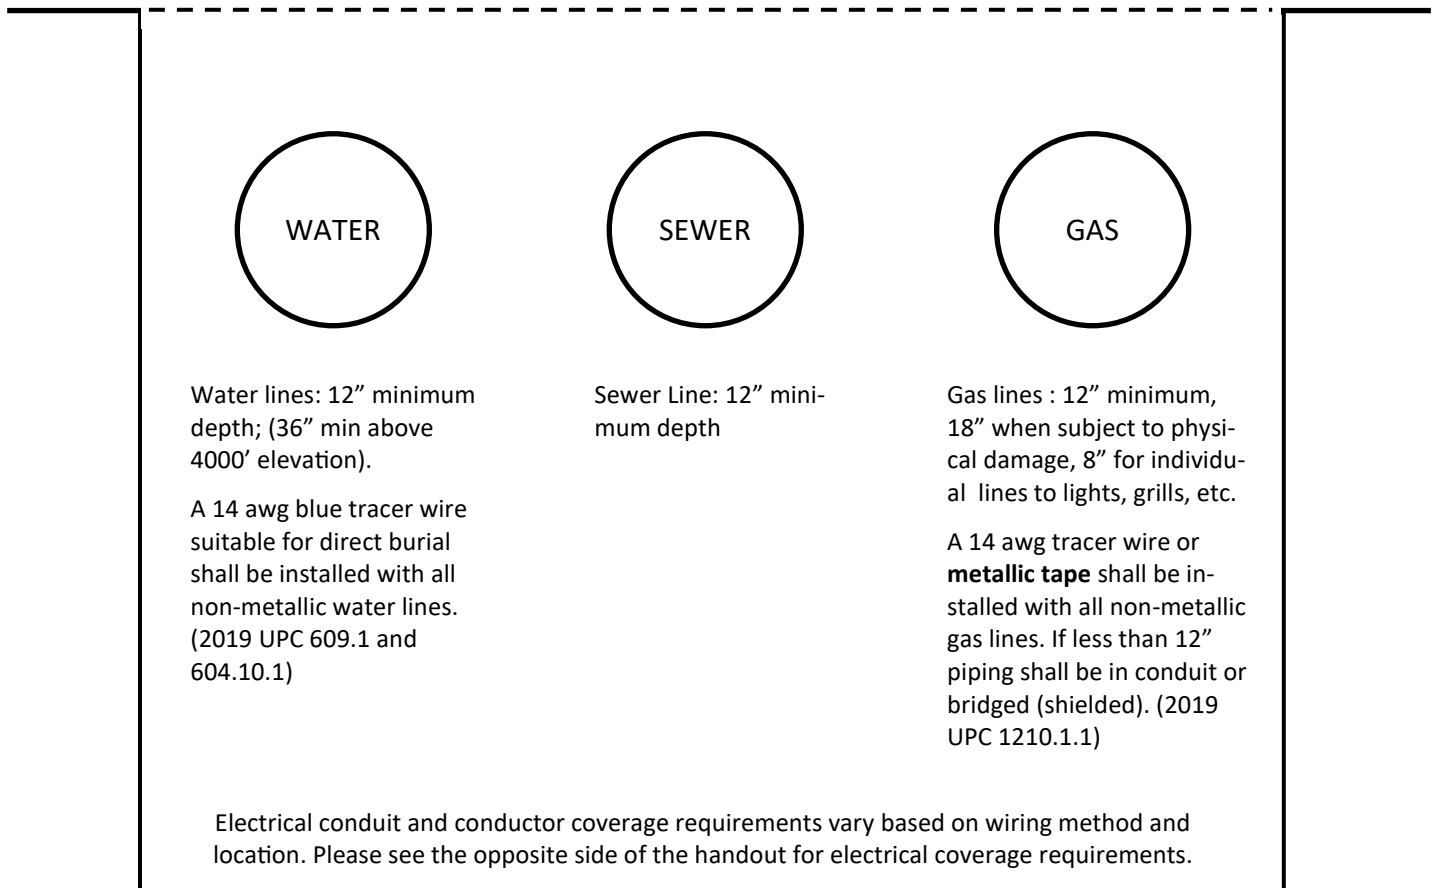 WATER
SEWER
GAS
Water lines: 12” minimum
depth; (36” min above
4000’ elevation).
A 14 awg blue tracer wire
suitable for direct burial
shall be installed with all
non-metallic water lines.
(2019 UPC 609.1 and
604.10.1)
Sewer Line: 12” mini-
mum depth
Gas lines : 12” minimum,
18” when subject to physi-
cal damage, 8” for individu-
al lines to lights, grills, etc.
A 14 awg tracer wire or
metallic tape shall be in-
stalled with all non-metallic
gas lines. If less than 12”
piping shall be in conduit or
bridged (shielded). (2019
UPC 1210.1.1)
Electrical conduit and conductor coverage requirements vary based on wiring method and
location. Please see the opposite side of the handout for electrical coverage requirements.